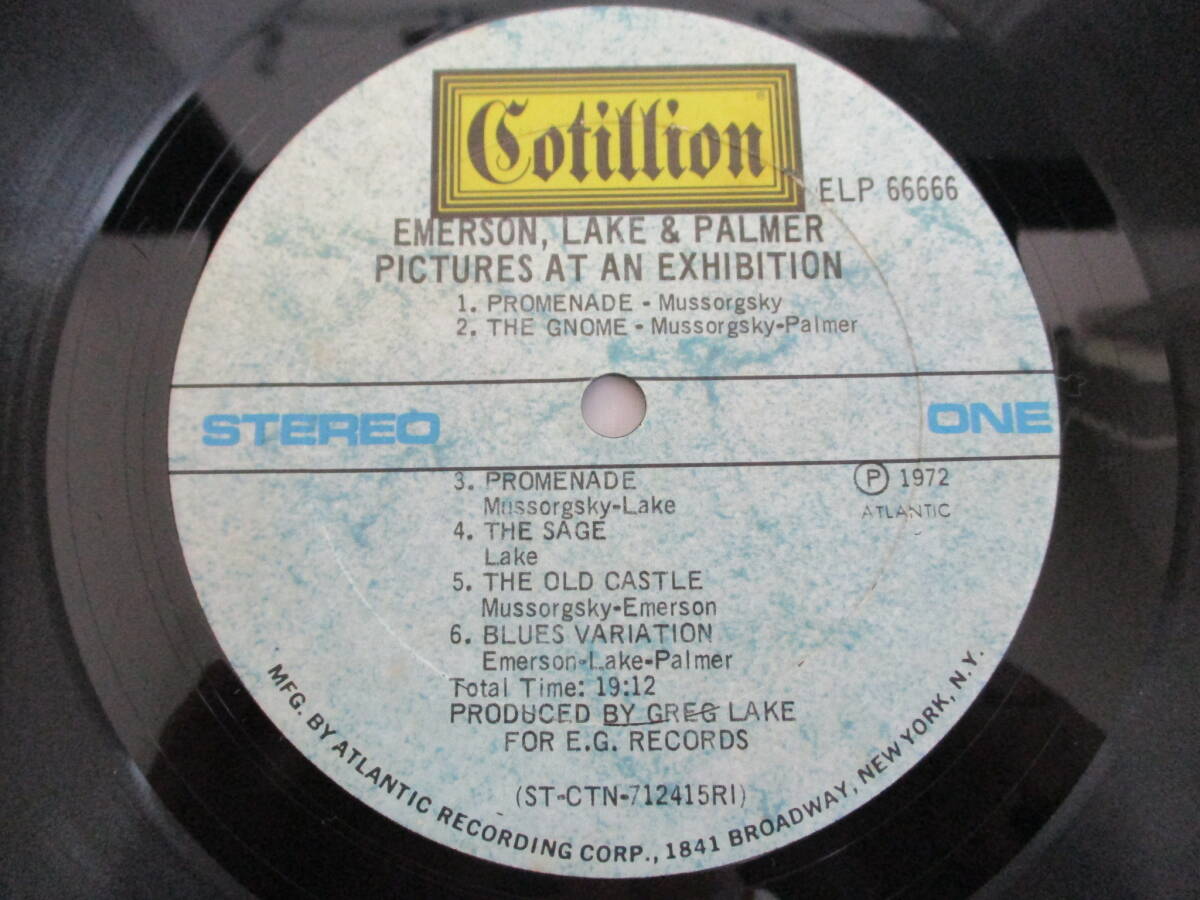 Cotillion ®
ELP 66666
EMERSON, LAKE & PALMER
PICTURES AT AN EXHIBITION
1. PROMENADE - Mussorgsky
2. THE GNOME - Mussorgsky-Palmer
STEREO
ONE
3. PROMENADE
Mussorgsky-Lake
℗ 1972
ATLANTIC
4. THE SAGE
Lake
5. THE OLD CASTLE
Mussorgsky-Emerson
6. BLUES VARIATION
Emerson-Lake-Palmer
Total Time: 19:12
PRODUCED BY GREG LAKE
FOR E.G. RECORDS
(ST-CTN-712415RI)
MFG. BY ATLANTIC RECORDING CORP., 1841 BROADWAY, NEW YORK, N.Y.